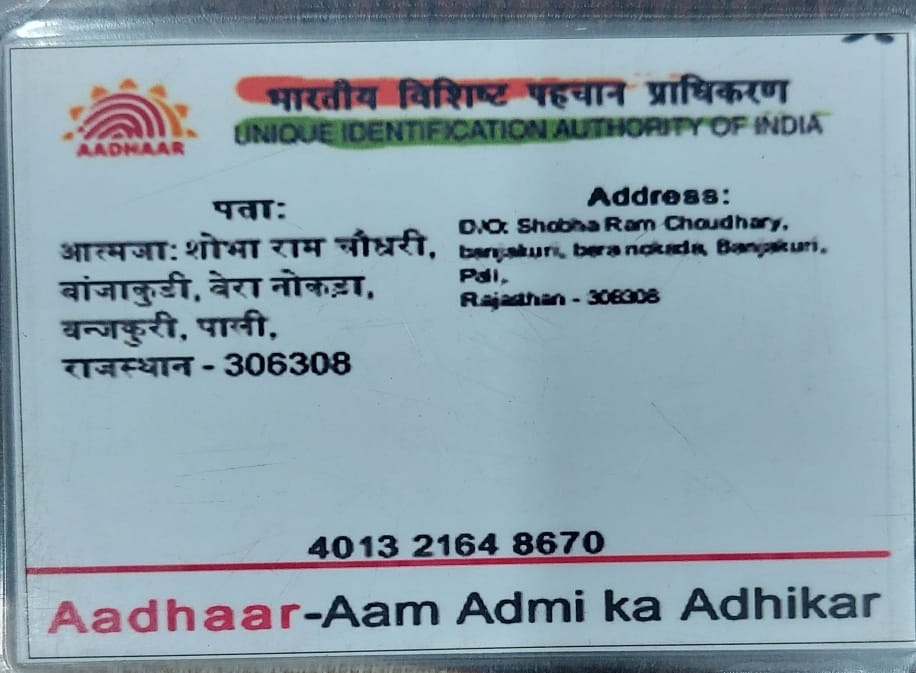 भारतीय विशिष्ट पहचान प्राधिकरण
UNIQUE IDENTIFICATION AUTHORITY OF INDIA
AADHAAR
पता:
आत्मजा: शोभा राम चौधरी,
बांजाकुडी, वेरा नोकड़ा,
बन्जकुरी, पाली,
राजस्थान - 306308
Address:
D/O: Shobha Ram Choudhary,
banjakuri, bera nokada, Banjakuri,
Pali,
Rajasthan - 306308
4013 2164 8670
Aadhaar-Aam Admi ka Adhikar